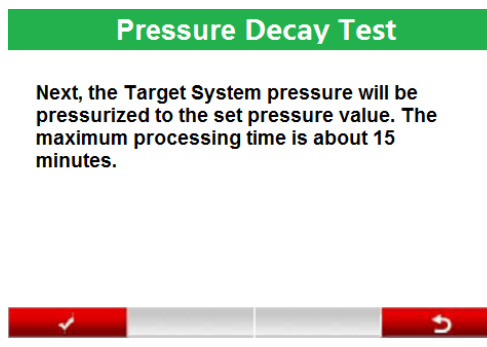 Pressure Decay Test
Next, the Target System pressure will be
pressurized to the set pressure value. The
maximum processing time is about 15
minutes.